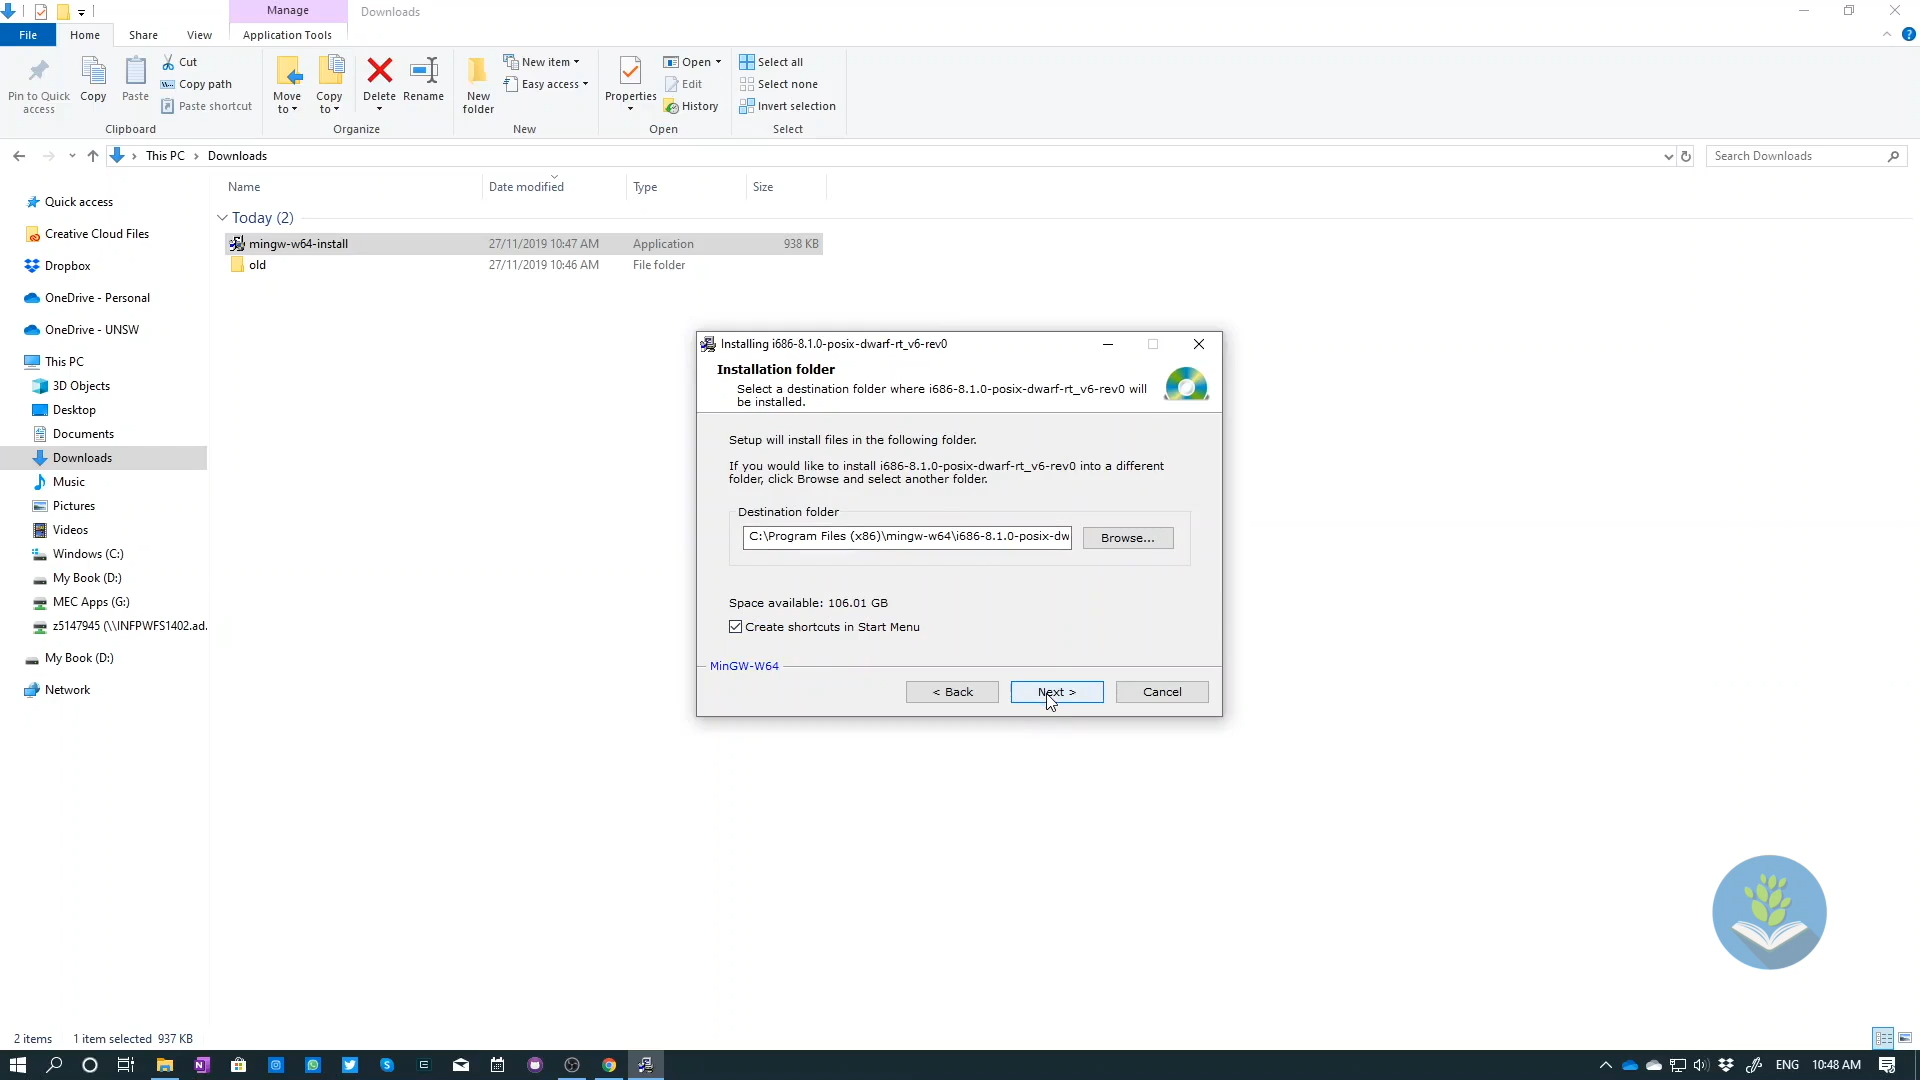 Manage
Downloads
File
Home
Share
View
Application Tools
Pin to Quick
access
Copy
Paste
Cut
Copy path
Paste shortcut
Clipboard
Move
to
Copy
to
Delete
Rename
Organize
New
folder
New item
Easy access
New
Properties
Open
Edit
History
Open
Select all
Select none
Invert selection
Select
This PC > Downloads
Search Downloads
Name
Date modified
Type
Size
Today (2)
mingw-w64-install 27/11/2019 10:47 AM Application 938 KB
old 27/11/2019 10:46 AM File folder
Quick access
Creative Cloud Files
Dropbox
OneDrive - Personal
OneDrive - UNSW
This PC
3D Objects
Desktop
Documents
Downloads
Music
Pictures
Videos
Windows (C:)
My Book (D:)
MEC Apps (G:)
z5147945 (\\INFPWFS1402.ad.
My Book (D:)
Network
Installing i686-8.1.0-posix-dwarf-rt_v6-rev0
Installation folder
Select a destination folder where i686-8.1.0-posix-dwarf-rt_v6-rev0 will
be installed.
Setup will install files in the following folder.
If you would like to install i686-8.1.0-posix-dwarf-rt_v6-rev0 into a different
folder, click Browse and select another folder.
Destination folder
C:\Program Files (x86)\mingw-w64\i686-8.1.0-posix-dw
Browse...
Space available: 106.01 GB
Create shortcuts in Start Menu
MinGW-W64
< Back
Next >
Cancel
2 items
1 item selected 937 KB
ENG
10:48 AM